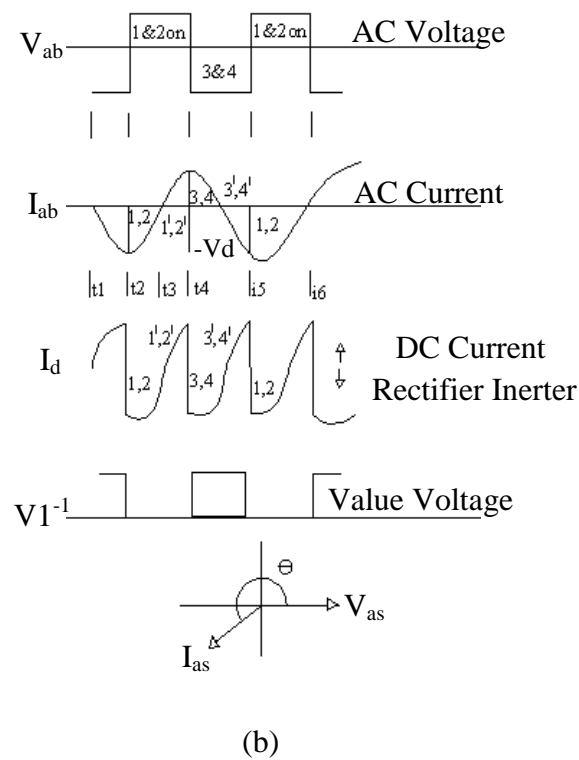 1&2on 1&2on AC Voltage
Vab
3&4
3,4 3',4' AC Current
Iab 1,2 1',2' 1,2
-Vd
t1 t2 t3 t4 i5 i6
1',2' 3',4' DC Current
Id 1,2 3,4 1,2 Rectifier Inerter
V1-1 Value Voltage
Θ
Vas
Ias
(b)